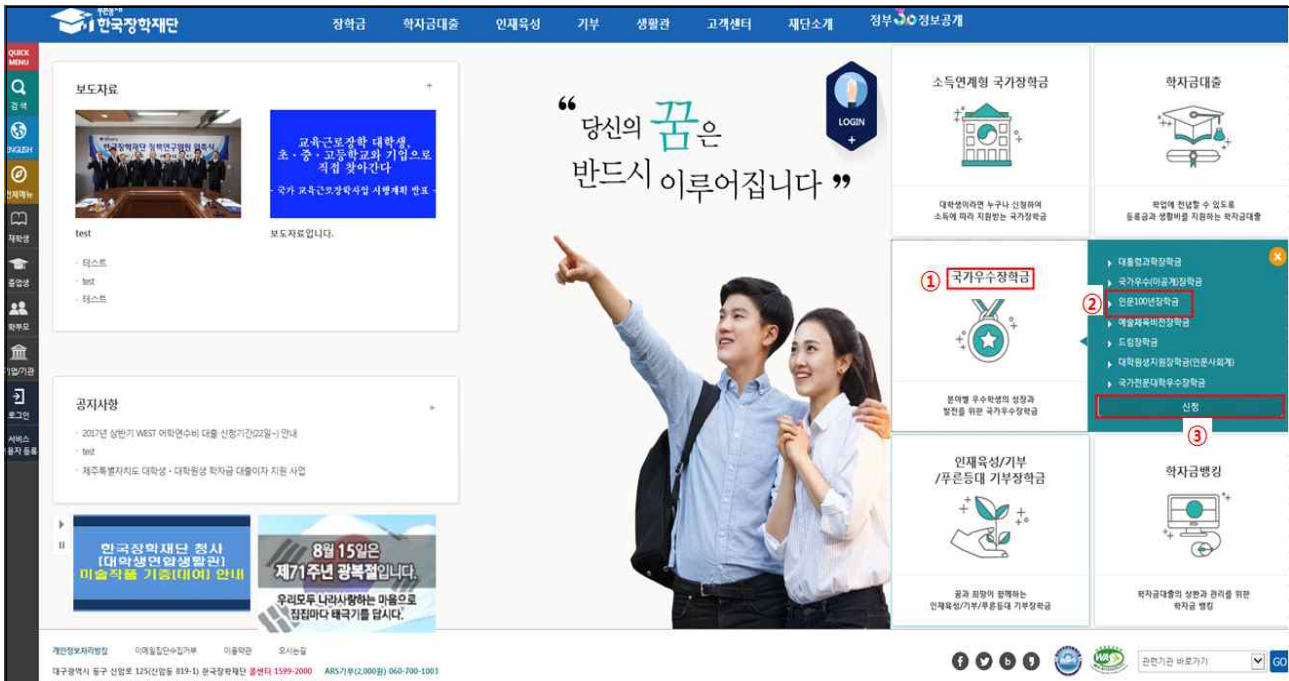 푸른등대
한국장학재단
장학금
학자금대출
인재육성
기부
생활관
고객센터
재단소개
정부3.0정보공개
QUICK
MENU
검색
ENGLISH
전체메뉴
재학생
졸업생
학부모
기업/기관
로그인
서비스
이용자 등록
보도자료 +
교육근로장학 대학생,
초·중·고등학교와 기업으로
직접 찾아간다
- 국가 교육근로장학사업 시행계획 발표 -
test
보도자료입니다.
· 테스트
· test
· 테스트
공지사항 +
· 2017년 상반기 WEST 어학연수비 대출 신청기간(22일~) 안내
· test
· 제주특별자치도 대학생・대학원생 학자금 대출이자 지원 사업
한국장학재단 청사
[대학생연합생활관]
미술작품 기증(대여) 안내
8월 15일은
제71주년 광복절입니다.
우리모두 나라사랑하는 마음으로
집집마다 태극기를 답시다.
“당신의 꿈은
반드시 이루어집니다”
LOGIN
+
소득연계형 국가장학금
대학생이라면 누구나 신청하여
소득에 따라 지원받는 국가장학금
학자금대출
학업에 전념할 수 있도록
등록금과 생활비를 지원하는 학자금대출
① 국가우수장학금
분야별 우수학생의 성장과
발전을 위한 국가우수장학금
대통령과학장학금
국가우수(이공계)장학금
② 인문100년장학금
예술체육비전장학금
드림장학금
대학원생지원장학금(인문사회계)
국가전문대학우수장학금
신청
③
인재육성/기부
/푸른등대 기부장학금
꿈과 희망이 함께하는
인재육성/기부/푸른등대 기부장학금
학자금뱅킹
학자금대출의 상환과 관리를 위한
학자금 뱅킹
개인정보처리방침
이메일집단수집거부
이용약관
오시는길
대구광역시 동구 신암로 125(신암동 819-1) 한국장학재단 콜센터 1599-2000 ARS기부(2,000원) 060-700-1003
WA
관련기관 바로가기
GO